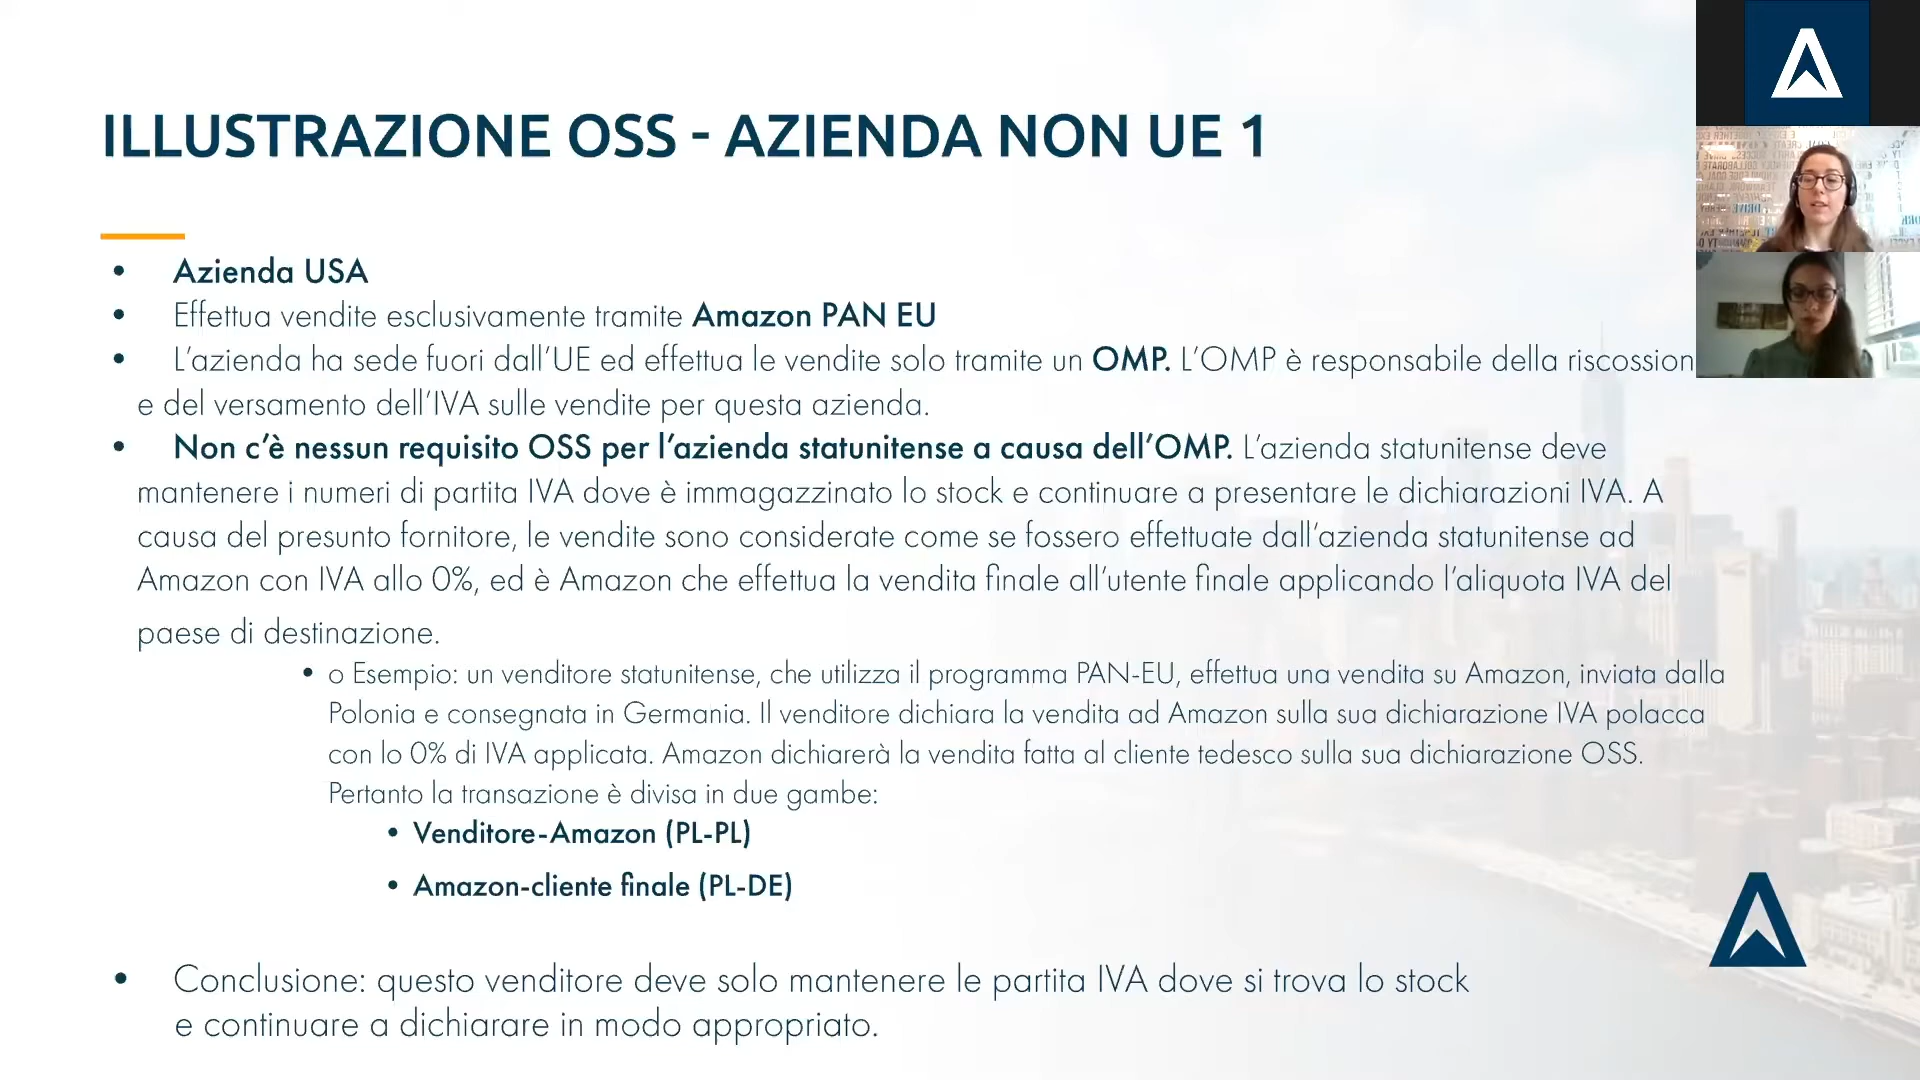 ILLUSTRAZIONE OSS - AZIENDA NON UE 1
• Azienda USA
• Effettua vendite esclusivamente tramite Amazon PAN EU
• L’azienda ha sede fuori dall’UE ed effettua le vendite solo tramite un OMP. L’OMP è responsabile della riscossion
e del versamento dell’IVA sulle vendite per questa azienda.
• Non c’è nessun requisito OSS per l’azienda statunitense a causa dell’OMP. L’azienda statunitense deve
mantenere i numeri di partita IVA dove è immagazzinato lo stock e continuare a presentare le dichiarazioni IVA. A
causa del presunto fornitore, le vendite sono considerate come se fossero effettuate dall’azienda statunitense ad
Amazon con IVA allo 0%, ed è Amazon che effettua la vendita finale all’utente finale applicando l’aliquota IVA del
paese di destinazione.
• o Esempio: un venditore statunitense, che utilizza il programma PAN-EU, effettua una vendita su Amazon, inviata dalla
Polonia e consegnata in Germania. Il venditore dichiara la vendita ad Amazon sulla sua dichiarazione IVA polacca
con lo 0% di IVA applicata. Amazon dichiarerà la vendita fatta al cliente tedesco sulla sua dichiarazione OSS.
Pertanto la transazione è divisa in due gambe:
• Venditore-Amazon (PL-PL)
• Amazon-cliente finale (PL-DE)
• Conclusione: questo venditore deve solo mantenere le partita IVA dove si trova lo stock
e continuare a dichiarare in modo appropriato.